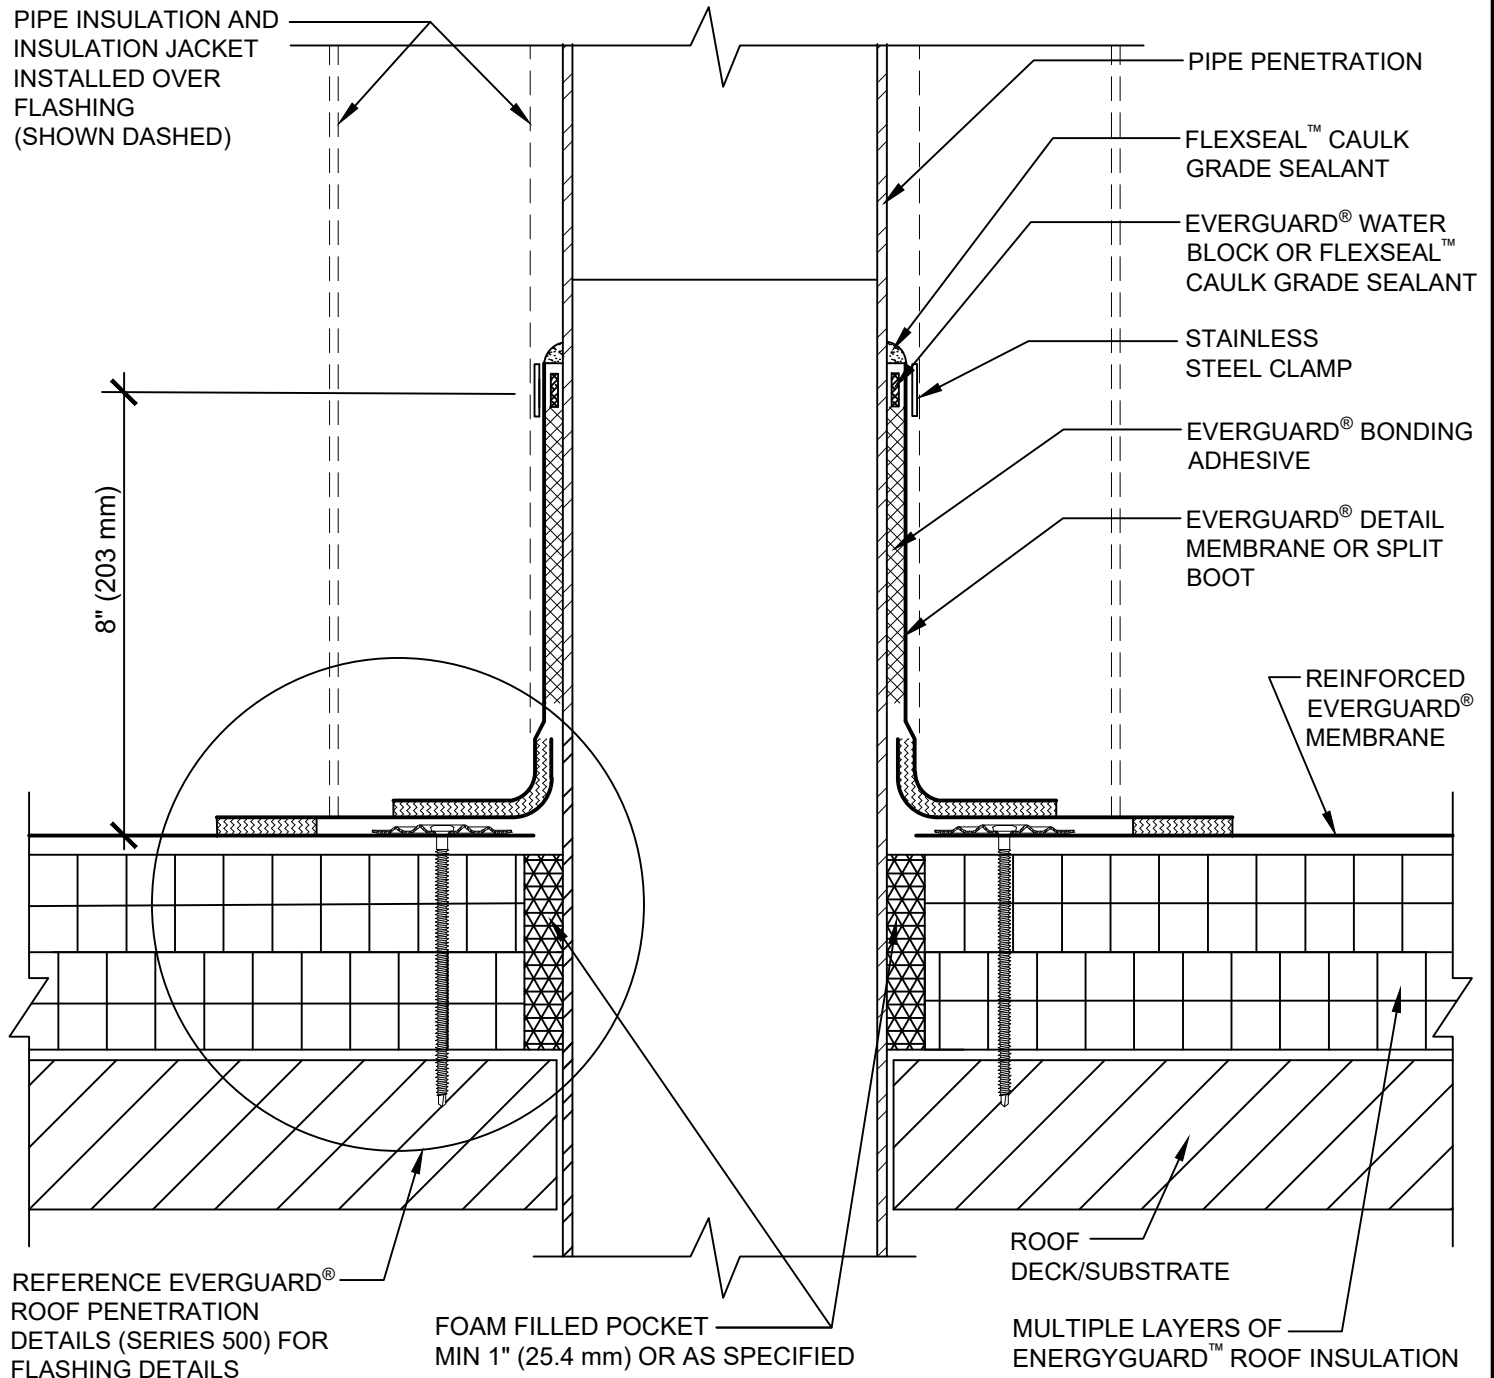 PIPE INSULATION AND
INSULATION JACKET
INSTALLED OVER
FLASHING
(SHOWN DASHED)
PIPE PENETRATION
FLEXSEAL™ CAULK
GRADE SEALANT
EVERGUARD® WATER
BLOCK OR FLEXSEAL™
CAULK GRADE SEALANT
STAINLESS
STEEL CLAMP
EVERGUARD® BONDING
ADHESIVE
EVERGUARD® DETAIL
MEMBRANE OR SPLIT
BOOT
8" (203 mm)
REINFORCED
EVERGUARD®
MEMBRANE
REFERENCE EVERGUARD®
ROOF PENETRATION
DETAILS (SERIES 500) FOR
FLASHING DETAILS
FOAM FILLED POCKET
MIN 1" (25.4 mm) OR AS SPECIFIED
ROOF
DECK/SUBSTRATE
MULTIPLE LAYERS OF
ENERGYGUARD™ ROOF INSULATION